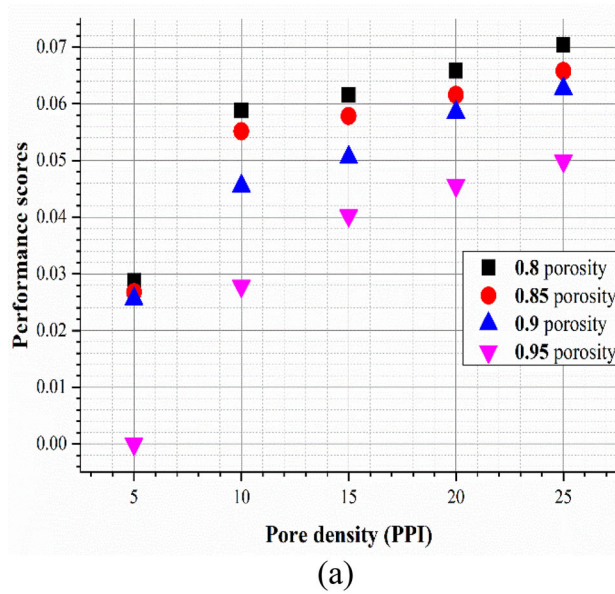 Performance scores
0.07
0.06
0.05
0.04
0.03
0.02
0.01
0.00
0.8 porosity
0.85 porosity
0.9 porosity
0.95 porosity
5 10 15 20 25
Pore density (PPI)
(a)